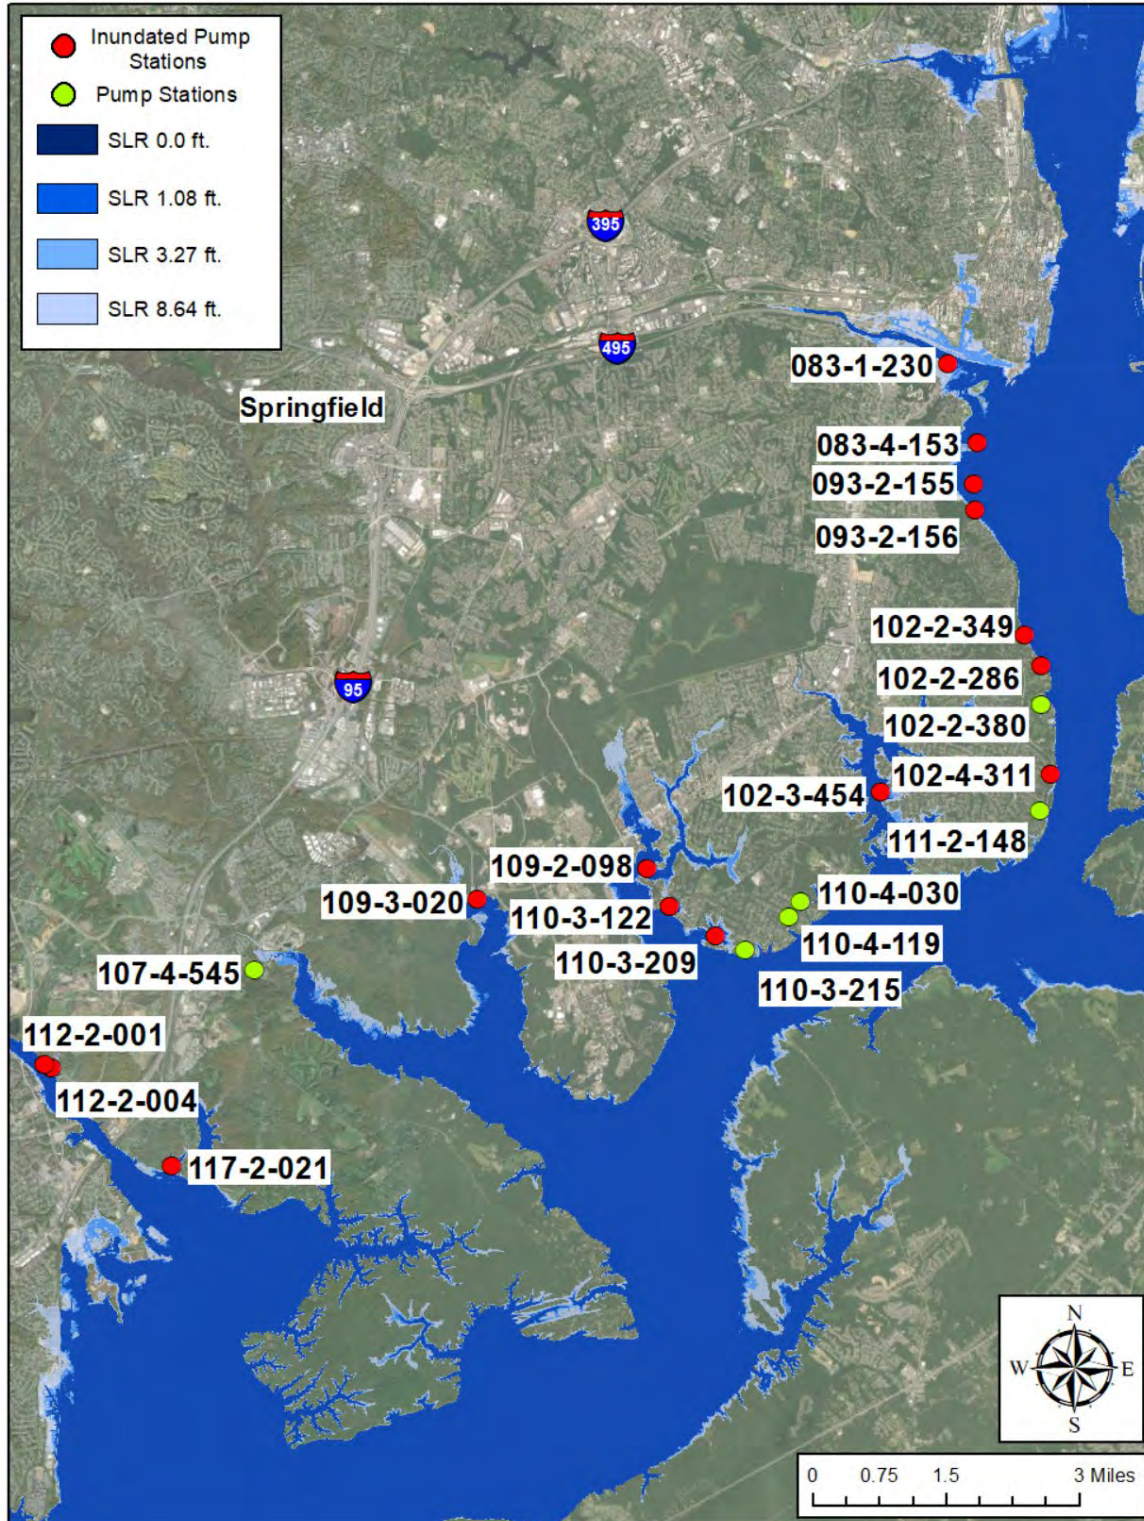 Inundated Pump
Stations
Pump Stations
SLR 0.0 ft.
SLR 1.08 ft.
SLR 3.27 ft.
SLR 8.64 ft.
395
495
083-1-230
Springfield
083-4-153
093-2-155
093-2-156
102-2-349
102-2-286
95
102-2-380
102-4-311
102-3-454
111-2-148
109-2-098
110-4-030
109-3-020
110-3-122
110-4-119
110-3-209
107-4-545
110-3-215
112-2-001
112-2-004
117-2-021
N
W E
S
0 0.75 1.5 3 Miles